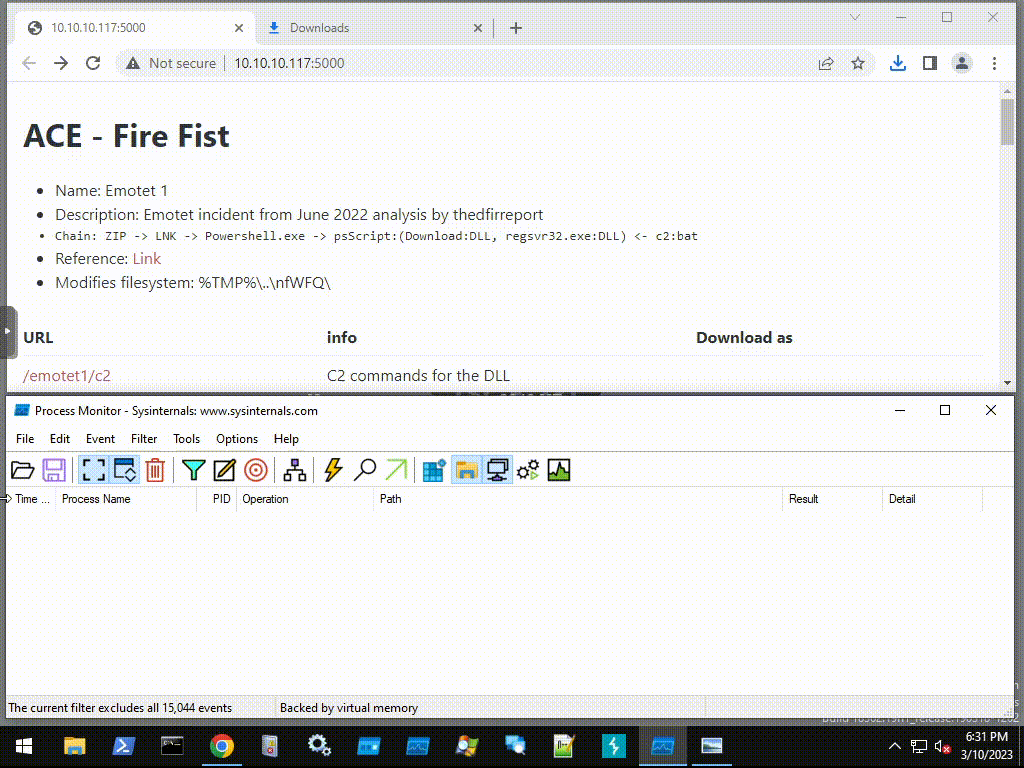 10.10.10.117:5000
Downloads
Not secure
10.10.10.117:5000
ACE - Fire Fist
Name: Emotet 1
Description: Emotet incident from June 2022 analysis by thedfirreport
Chain: ZIP -> LNK -> Powershell.exe -> psScript:(Download:DLL, regsvr32.exe:DLL) <- c2:bat
Reference: Link
Modifies filesystem: %TMP%\..\nfWFQ\
URL info Download as
/emotet1/c2 C2 commands for the DLL
Process Monitor - Sysinternals: www.sysinternals.com
File Edit Event Filter Tools Options Help
Time ... Process Name PID Operation Path Result Detail
The current filter excludes all 15,044 events Backed by virtual memory
6:31 PM
3/10/2023